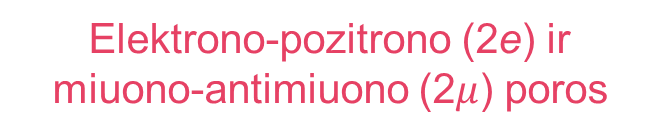 Elektrono-pozitrono (2e) ir
miuono-antimiuono (2μ) poros